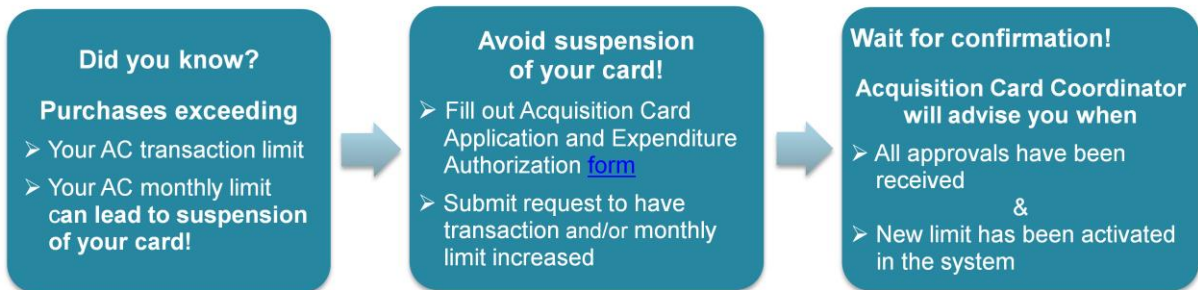 Did you know?
Purchases exceeding
➢ Your AC transaction limit
➢ Your AC monthly limit
can lead to suspension
of your card!
Avoid suspension
of your card!
➢ Fill out Acquisition Card
Application and Expenditure
Authorization form
➢ Submit request to have
transaction and/or monthly
limit increased
Wait for confirmation!
Acquisition Card Coordinator
will advise you when
➢ All approvals have been
received
&
➢ New limit has been activated
in the system